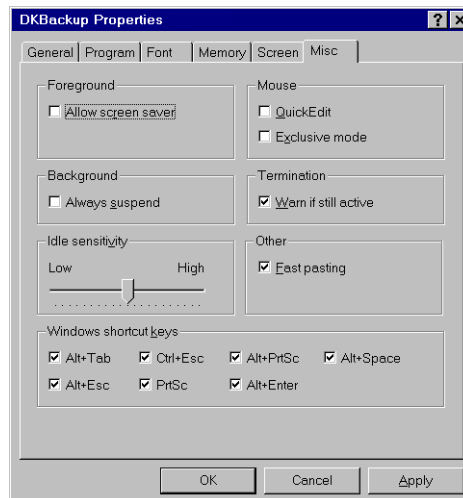 DKBackup Properties
General Program Font Memory Screen Misc
Foreground
Allow screen saver
Mouse
QuickEdit
Exclusive mode
Background
Always suspend
Termination
Warn if still active
Idle sensitivity
Low High
Other
Fast pasting
Windows shortcut keys
Alt+Tab Ctrl+Esc Alt+PrtSc Alt+Space
Alt+Esc PrtSc Alt+Enter
OK Cancel Apply